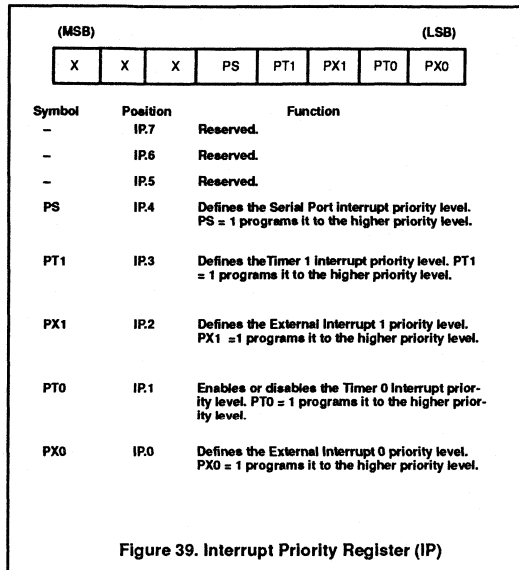 (MSB) (LSB)
X X X PS PT1 PX1 PT0 PX0
Symbol Position Function
– IP.7 Reserved.
– IP.6 Reserved.
– IP.5 Reserved.
PS IP.4 Defines the Serial Port interrupt priority level.
PS = 1 programs it to the higher priority level.
PT1 IP.3 Defines theTimer 1 interrupt priority level. PT1
= 1 programs it to the higher priority level.
PX1 IP.2 Defines the External Interrupt 1 priority level.
PX1 =1 programs it to the higher priority level.
PT0 IP.1 Enables or disables the Timer 0 Interrupt prior-
ity level. PT0 = 1 programs it to the higher prior-
ity level.
PX0 IP.0 Defines the External Interrupt 0 priority level.
PX0 = 1 programs it to the higher priority level.
Figure 39. Interrupt Priority Register (IP)